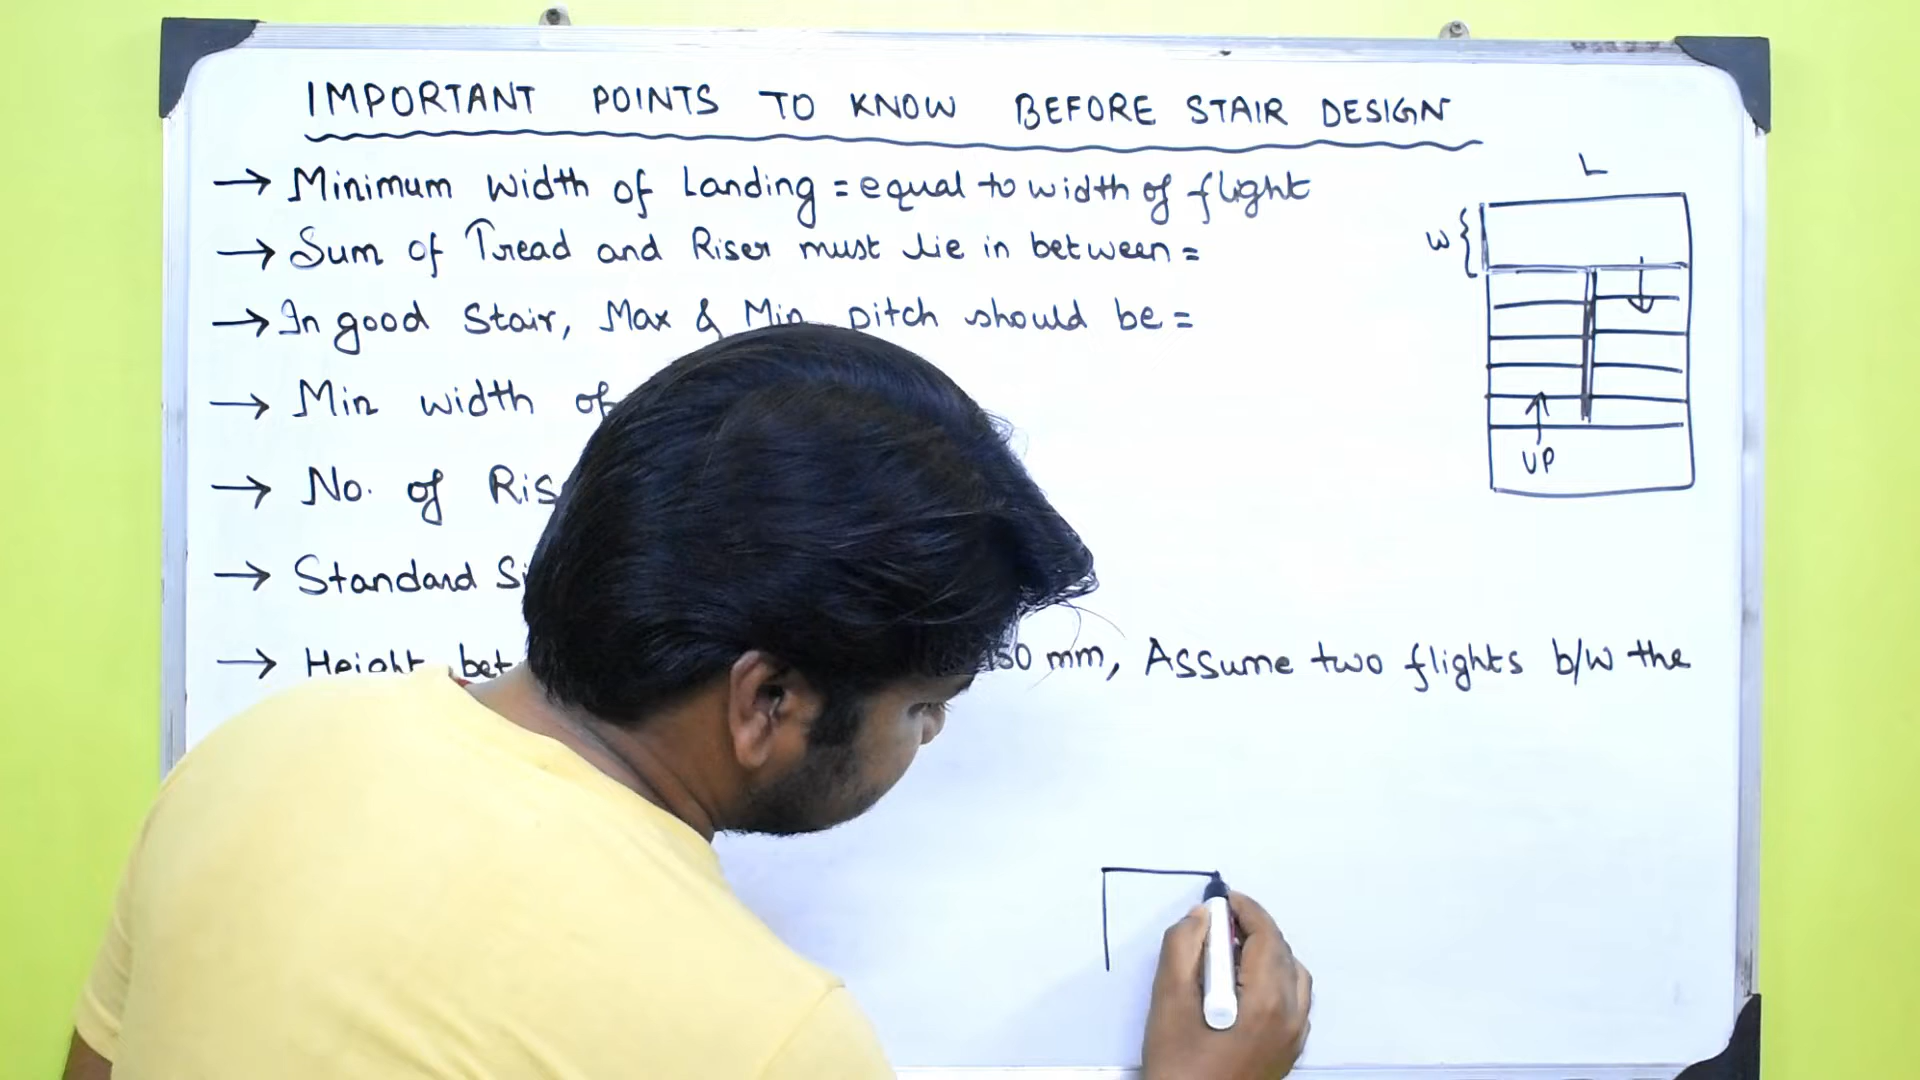 IMPORTANT POINTS TO KNOW BEFORE STAIR DESIGN
→ Minimum width of Landing = equal to width of flight
→ Sum of Tread and Riser must lie in between =
→ In good Stair, Max & Min pitch should be =
→ Min width of
→ No. of
→ Standard
→ Height 50 mm, Assume two flights b/w the
L
W {
UP